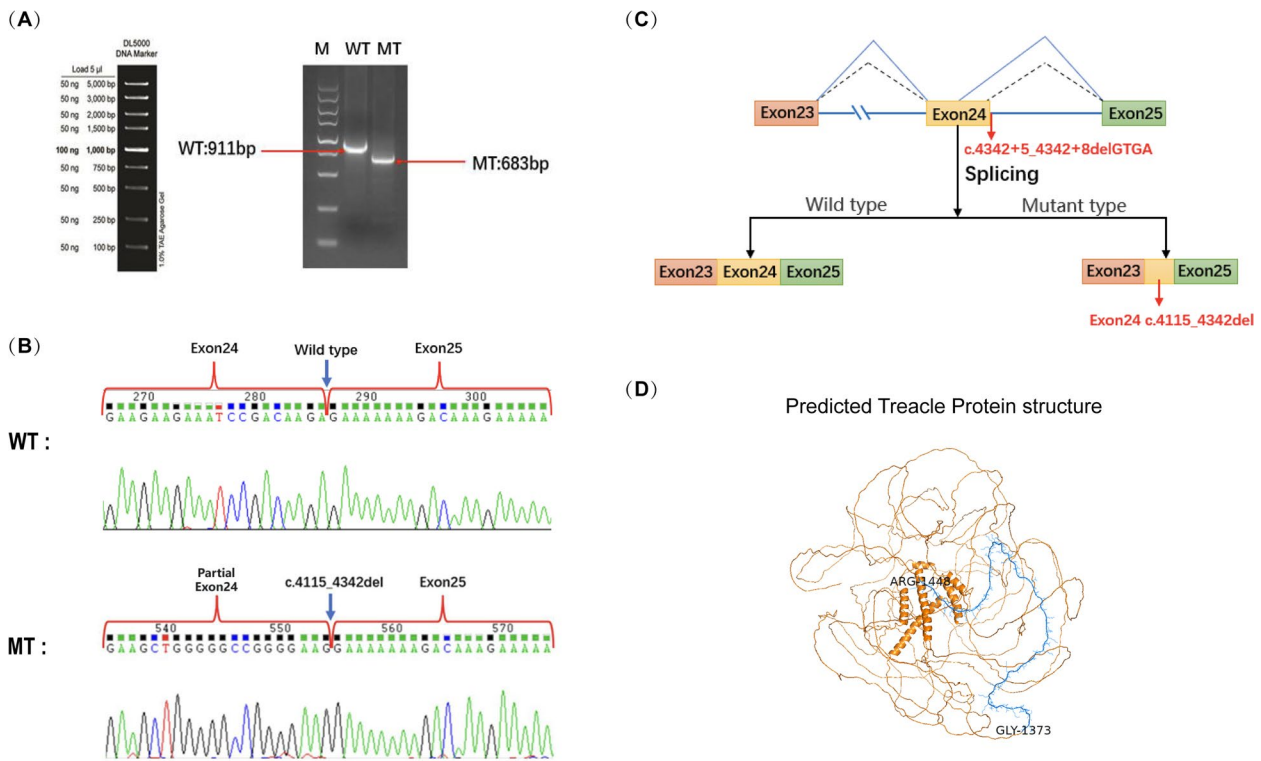 (A)
DL5000
DNA Marker
Load 5 µl
50 ng 5,000 bp
50 ng 3,000 bp
50 ng 2,000 bp
50 ng 1,500 bp
100 ng 1,000 bp
50 ng 750 bp
50 ng 500 bp
50 ng 250 bp
50 ng 100 bp
1.0% TAE Agarose Gel
M WT MT
WT:911bp
MT:683bp
(B)
Exon24 Wild type Exon25
270 280 290 300
GAAGAAGAAATCCGACAAGAGAAAAAAAGACAAAGAAAAA
WT :
Partial
Exon24
c.4115_4342del
Exon25
540 550 560 570
GAAGCTGGGGGCCGGGGAAGGAAAAAAAGACAAAGAAAAA
MT :
(C)
Exon23 Exon24 Exon25
c.4342+5_4342+8delGTGA
Splicing
Wild type Mutant type
Exon23 Exon24 Exon25
Exon23 Exon25
Exon24 c.4115_4342del
(D)
Predicted Treacle Protein structure
ARG-1448
GLY-1373